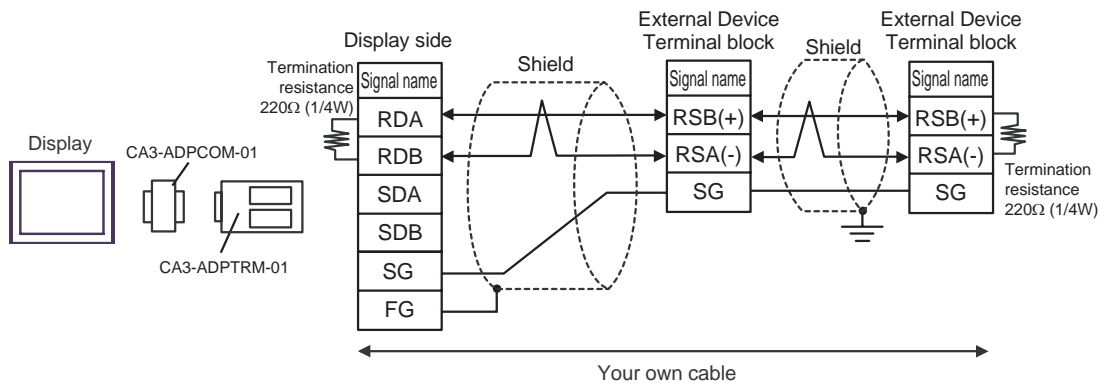 Display
CA3-ADPCOM-01
CA3-ADPTRM-01
Termination
resistance
220Ω (1/4W)
Display side
Signal name
RDA
RDB
SDA
SDB
SG
FG
Shield
External Device
Terminal block
Signal name
RSB(+)
RSA(-)
SG
Shield
External Device
Terminal block
Signal name
RSB(+)
RSA(-)
SG
Termination
resistance
220Ω (1/4W)
Your own cable